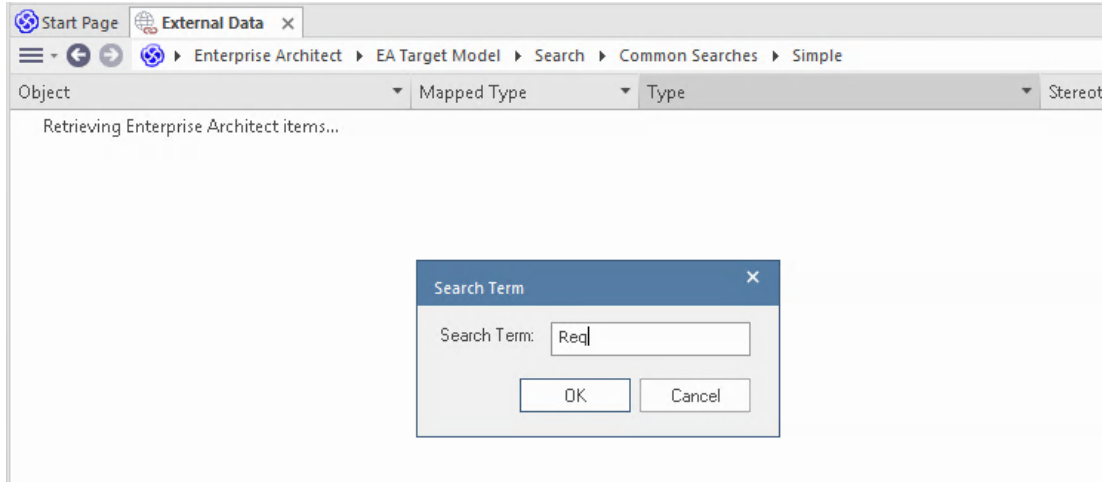 Start Page External Data
Enterprise Architect EA Target Model Search Common Searches Simple
Object Mapped Type Type Stereot
Retrieving Enterprise Architect items...
Search Term
Search Term: Req
OK Cancel